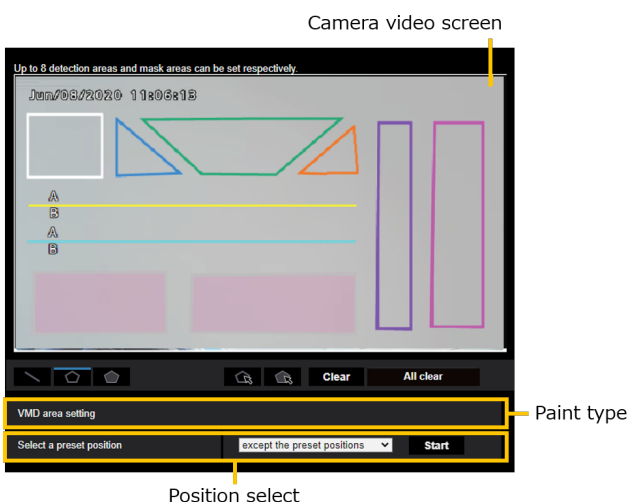 Camera video screen
Up to 8 detection areas and mask areas can be set respectively.
Jun/08/2020 11:06:13
A
B
A
B
Clear All clear
VMD area setting
Paint type
Select a preset position except the preset positions Start
Position select